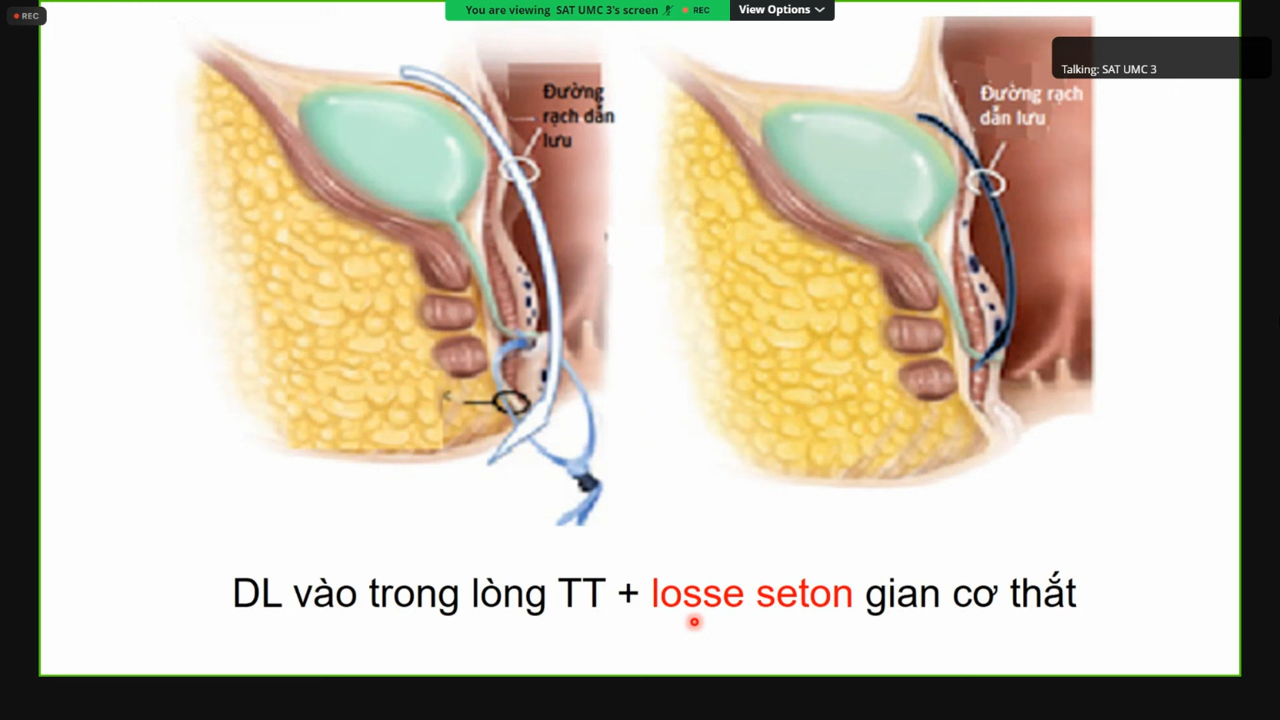 REC
You are viewing SAT UMC 3's screen
REC
View Options
Talking: SAT UMC 3
Đường
rạch dẫn
lưu
Đường rạch
dẫn lưu
DL vào trong lòng TT + losse seton gian cơ thắt